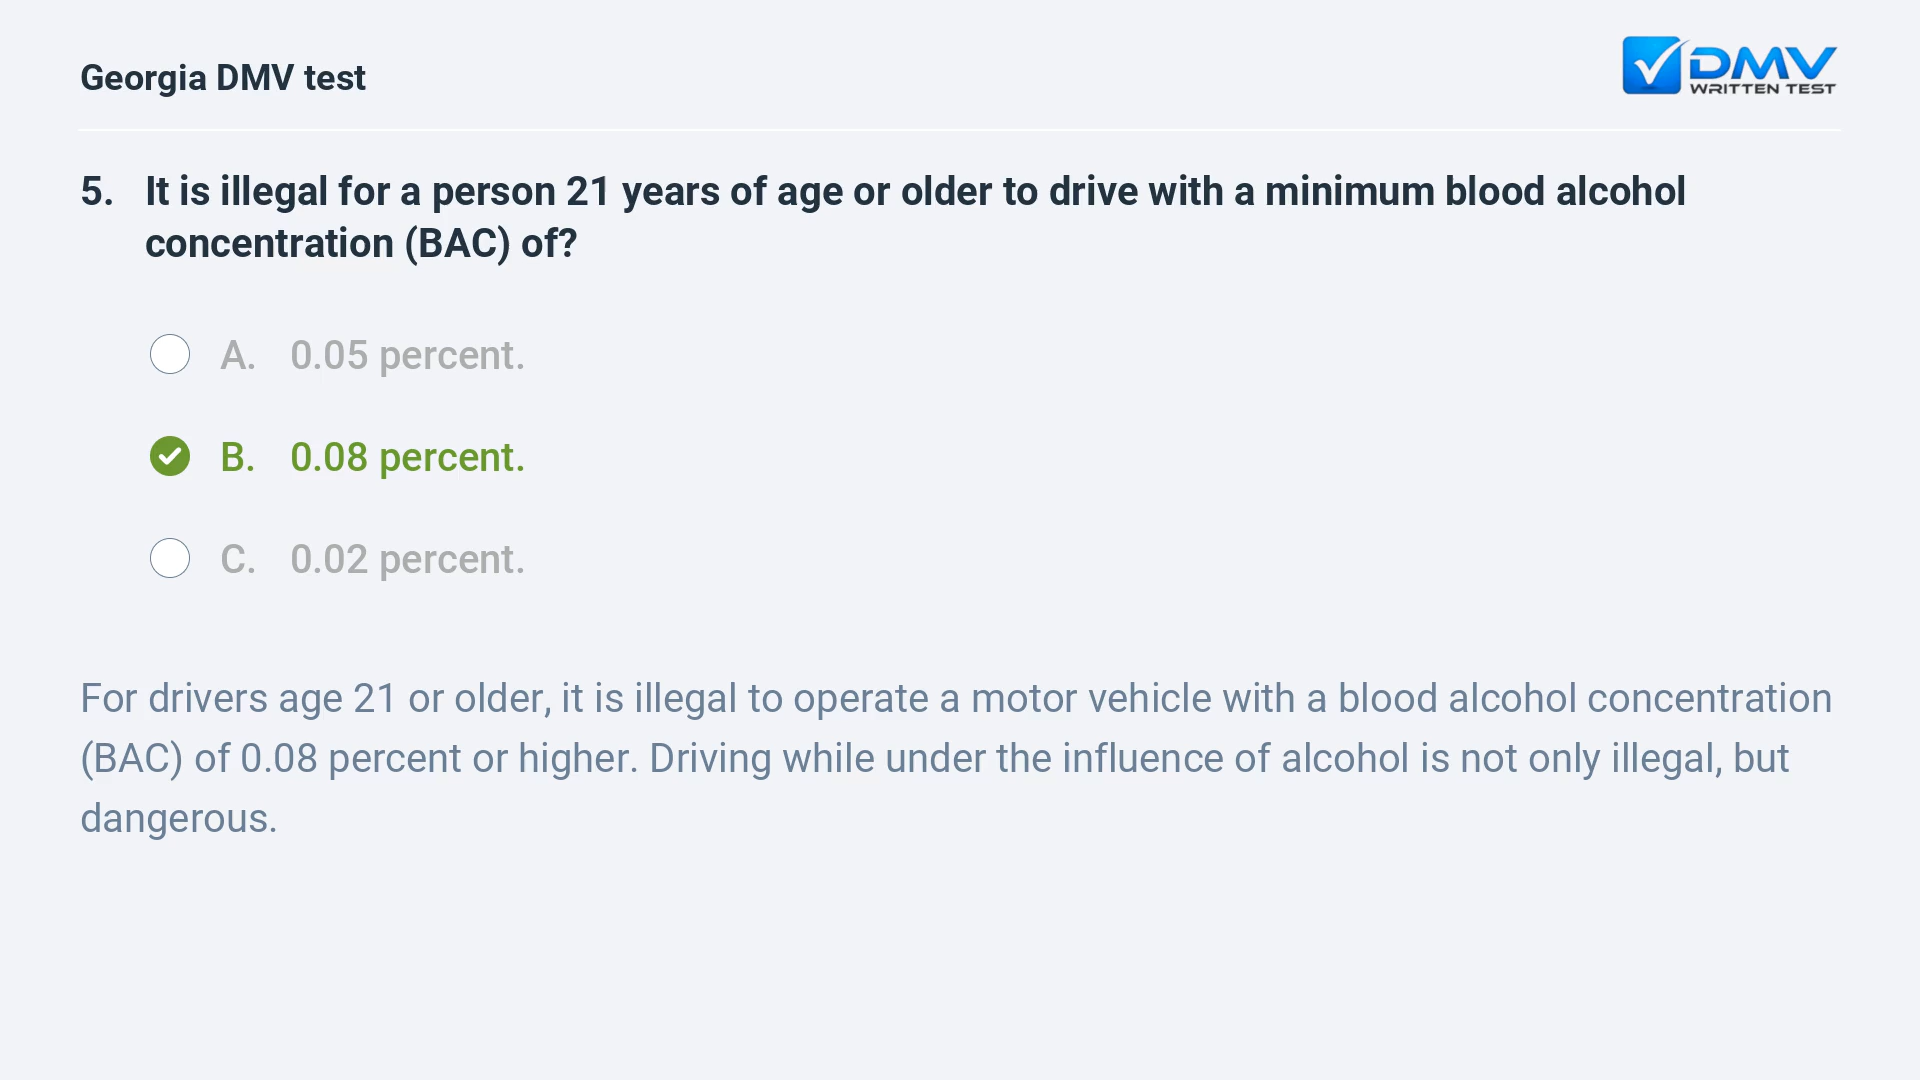 Georgia DMV test
DMV
WRITTEN TEST
5. It is illegal for a person 21 years of age or older to drive with a minimum blood alcohol
concentration (BAC) of?
A. 0.05 percent.
B. 0.08 percent.
C. 0.02 percent.
For drivers age 21 or older, it is illegal to operate a motor vehicle with a blood alcohol concentration
(BAC) of 0.08 percent or higher. Driving while under the influence of alcohol is not only illegal, but
dangerous.